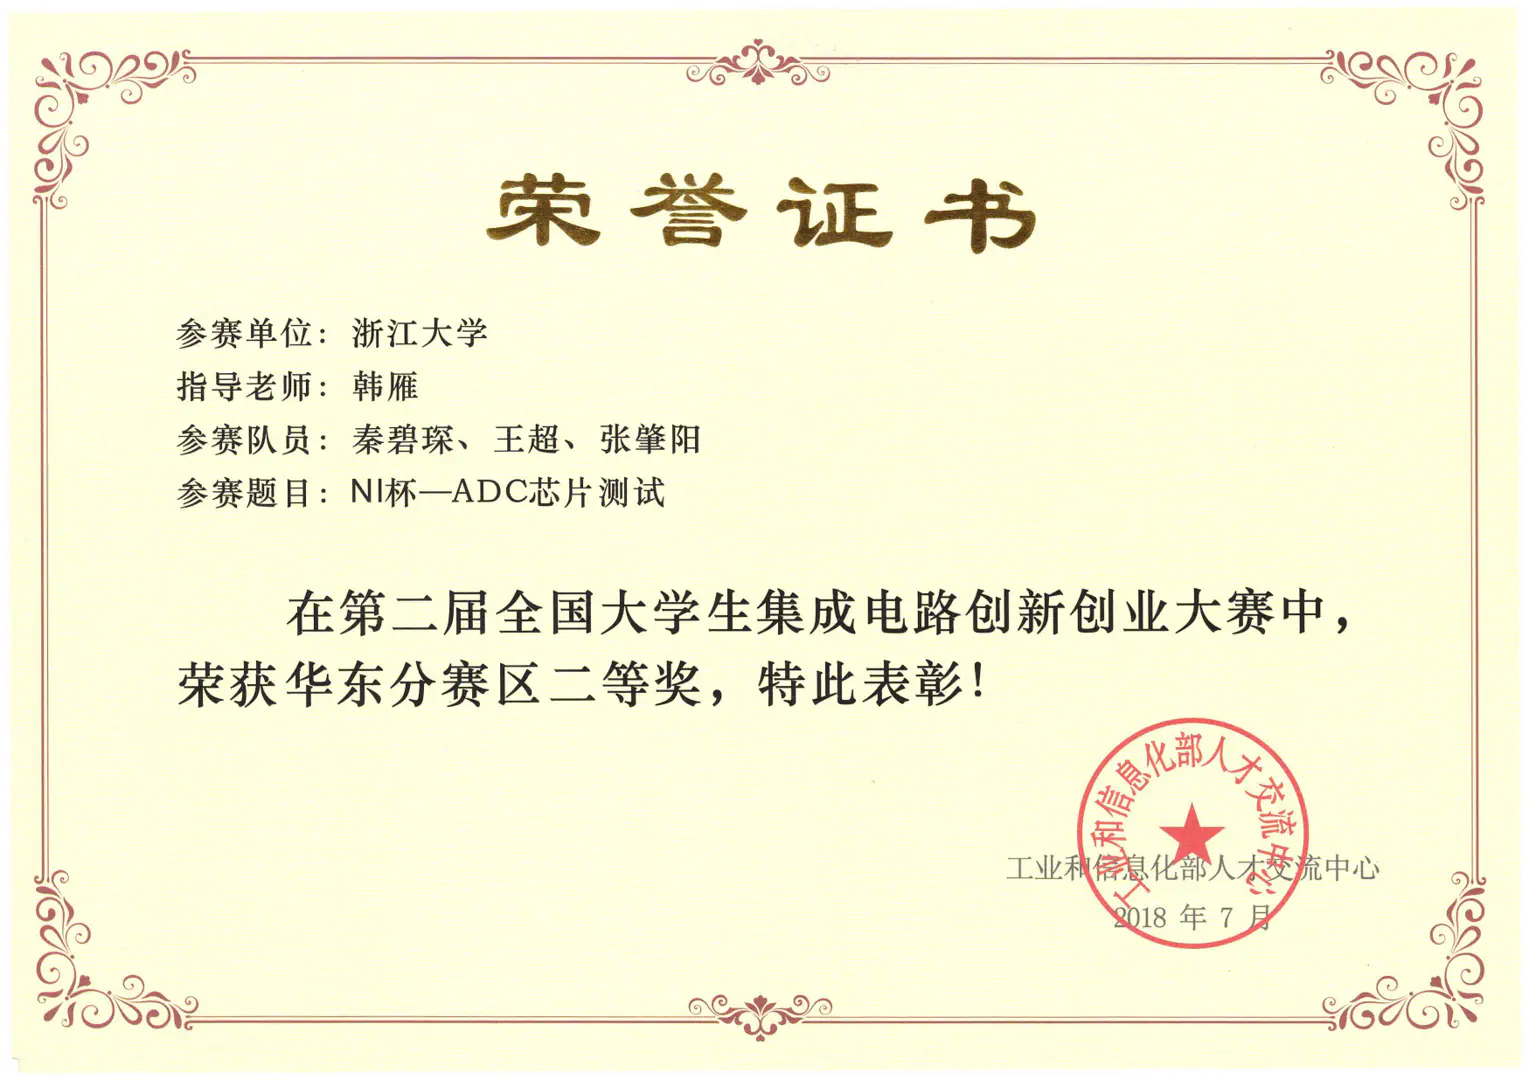 荣誉证书
参赛单位：浙江大学
指导老师：韩雁
参赛队员：秦碧琛、王超、张肇阳
参赛题目：NI杯—ADC芯片测试
在第二届全国大学生集成电路创新创业大赛中，
荣获华东分赛区二等奖，特此表彰！
工业和信息化部人才交流中心
工业和信息化部人才交流中心
2018 年 7 月